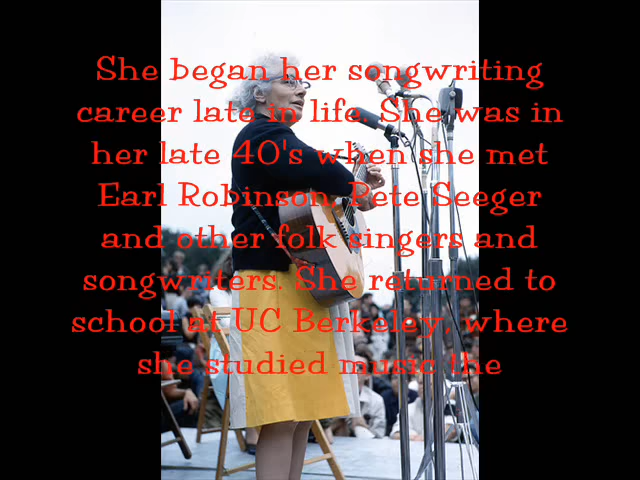 She began her songwriting
career late in life. She was in
her late 40's when she met
Earl Robinson, Pete Seeger
and other folk singers and
songwriters. She returned to
school at UC Berkeley, where
she studied music the